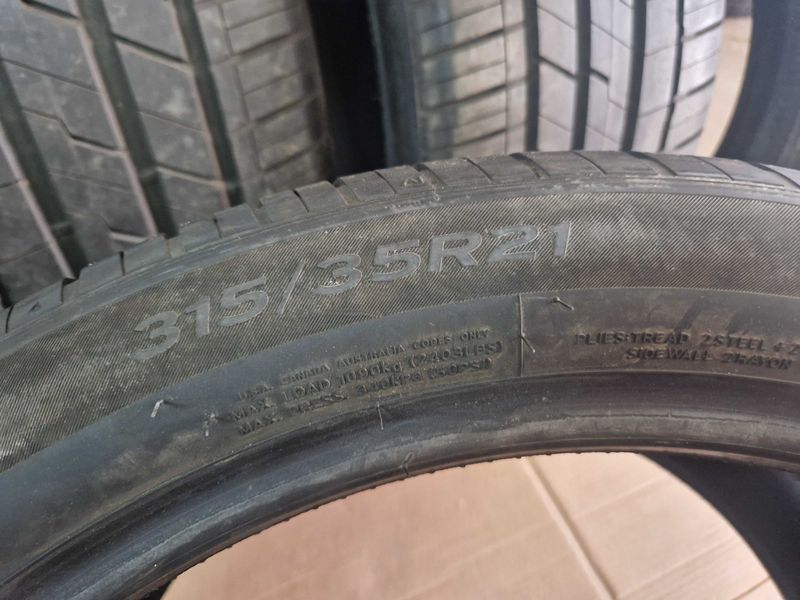 315/35R21
U.S.A. CANADA AUSTRALIA CODES ONLY
MAX. LOAD 1090kg (2403LBS)
MAX. PRESS 340kPa (50PSI)
PLIES:TREAD 2STEEL+2
SIDEWALL 2RAYON